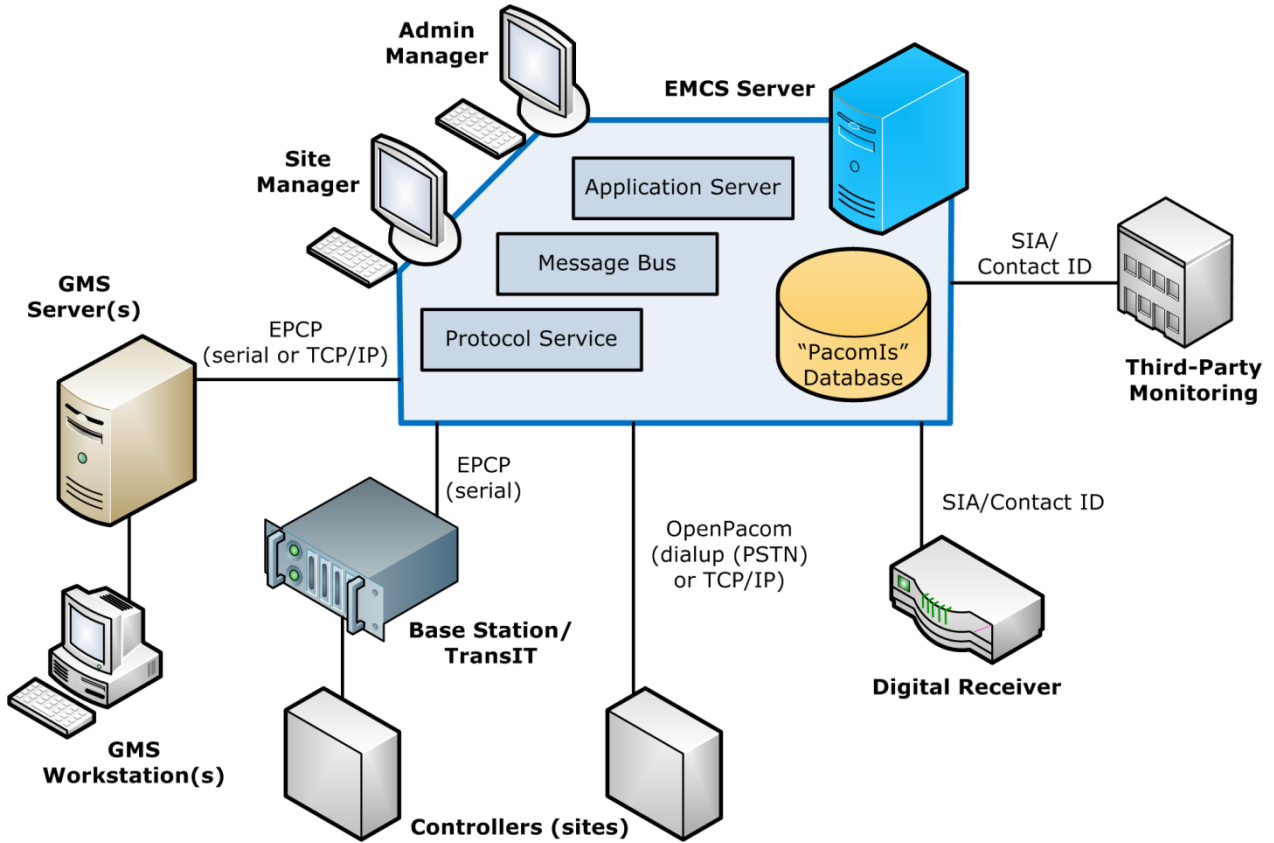 Admin
Manager
EMCS Server
Site
Manager
Application Server
Message Bus
SIA/
Contact ID
GMS
Server(s)
EPCP
(serial or TCP/IP)
Protocol Service
“PacomIs”
Database
Third-Party
Monitoring
EPCP
(serial)
OpenPacom
(dialup (PSTN)
or TCP/IP)
SIA/Contact ID
Base Station/
TransIT
Digital Receiver
GMS
Workstation(s)
Controllers (sites)